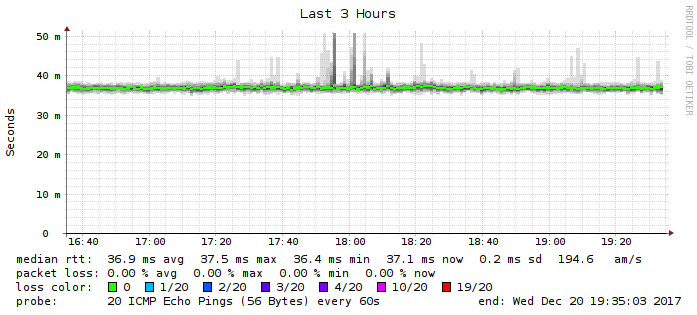 Last 3 Hours
RRDTOOL / TOBI OETIKER
Seconds
50 m
40 m
30 m
20 m
10 m
0
16:40 17:00 17:20 17:40 18:00 18:20 18:40 19:00 19:20
median rtt: 36.9 ms avg 37.5 ms max 36.4 ms min 37.1 ms now 0.2 ms sd 194.6 am/s
packet loss: 0.00 % avg 0.00 % max 0.00 % min 0.00 % now
loss color: 0 1/20 2/20 3/20 4/20 10/20 19/20
probe: 20 ICMP Echo Pings (56 Bytes) every 60s end: Wed Dec 20 19:35:03 2017